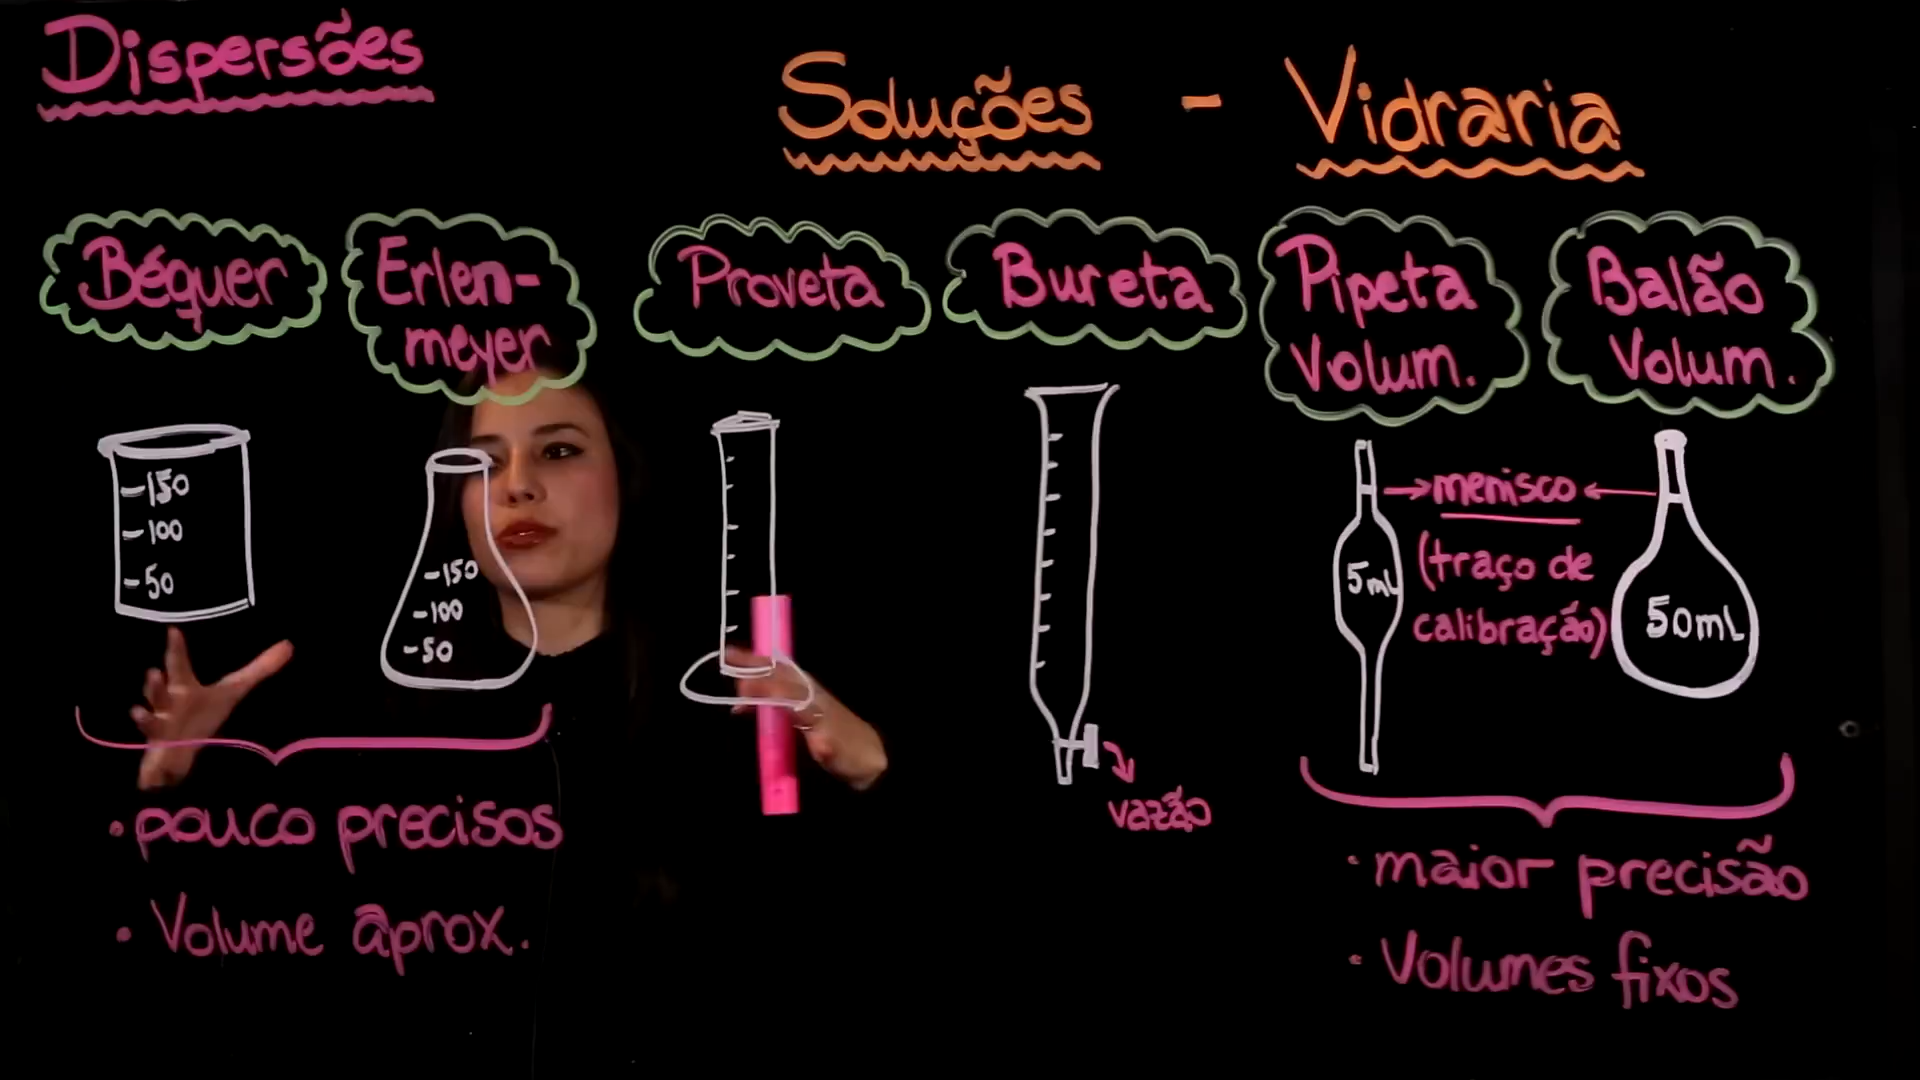 Dispersões
Soluções - Vidraria
Béquer
Erlen-
meyer
Proveta
Bureta
Pipeta
Volum.
Balão
Volum.
-150
-100
-50
-150
-100
-50
5mL
menisco
(traço de
calibração)
50mL
vazão
• pouco precisos
• Volume aprox.
• maior precisão
• Volumes fixos